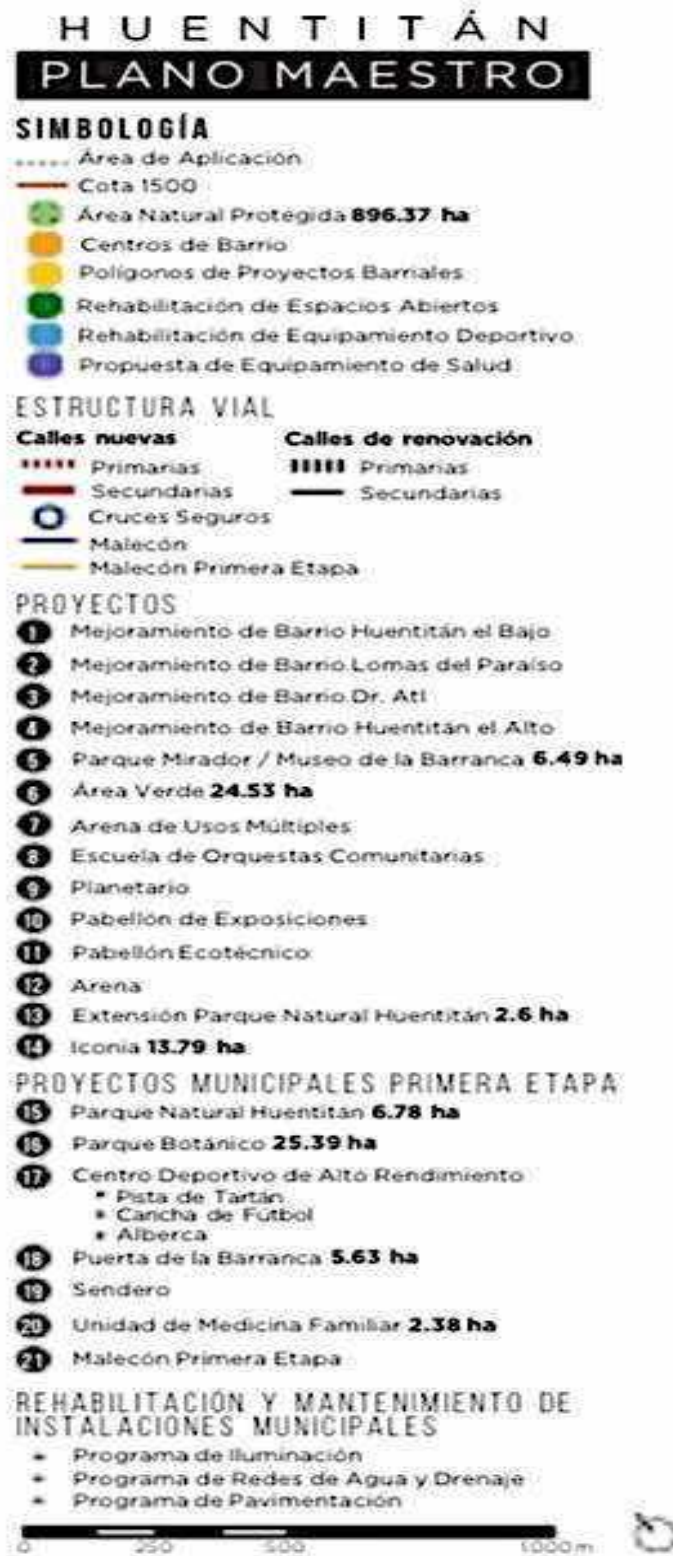 HUENTITÁN
PLANO MAESTRO
SIMBOLOGÍA
Área de Aplicación
Cota 1500
Área Natural Protegida 896.37 ha
Centros de Barrio
Polígonos de Proyectos Barriales
Rehabilitación de Espacios Abiertos
Rehabilitación de Equipamiento Deportivo
Propuesta de Equipamiento de Salud
ESTRUCTURA VIAL
Calles nuevas
Primarias
Secundarias
Calles de renovación
Primarias
Secundarias
Cruces Seguros
Malecón
Malecón Primera Etapa
PROYECTOS
1 Mejoramiento de Barrio Huentitán el Bajo
2 Mejoramiento de Barrio Lomas del Paraíso
3 Mejoramiento de Barrio Dr. Atl
4 Mejoramiento de Barrio Huentitán el Alto
5 Parque Mirador / Museo de la Barranca 6.49 ha
6 Área Verde 24.53 ha
7 Arena de Usos Múltiples
8 Escuela de Orquestas Comunitarias
9 Planetario
10 Pabellón de Exposiciones
11 Pabellón Ecotécnico
12 Arena
13 Extensión Parque Natural Huentitán 2.6 ha
14 Iconia 13.79 ha
PROYECTOS MUNICIPALES PRIMERA ETAPA
15 Parque Natural Huentitán 6.78 ha
16 Parque Botánico 25.39 ha
17 Centro Deportivo de Alto Rendimiento
• Pista de Tartán
• Cancha de Fútbol
• Alberca
18 Puerta de la Barranca 5.63 ha
19 Sendero
20 Unidad de Medicina Familiar 2.38 ha
21 Malecón Primera Etapa
REHABILITACIÓN Y MANTENIMIENTO DE
INSTALACIONES MUNICIPALES
• Programa de Iluminación
• Programa de Redes de Agua y Drenaje
• Programa de Pavimentación
0 250 500 1000 m